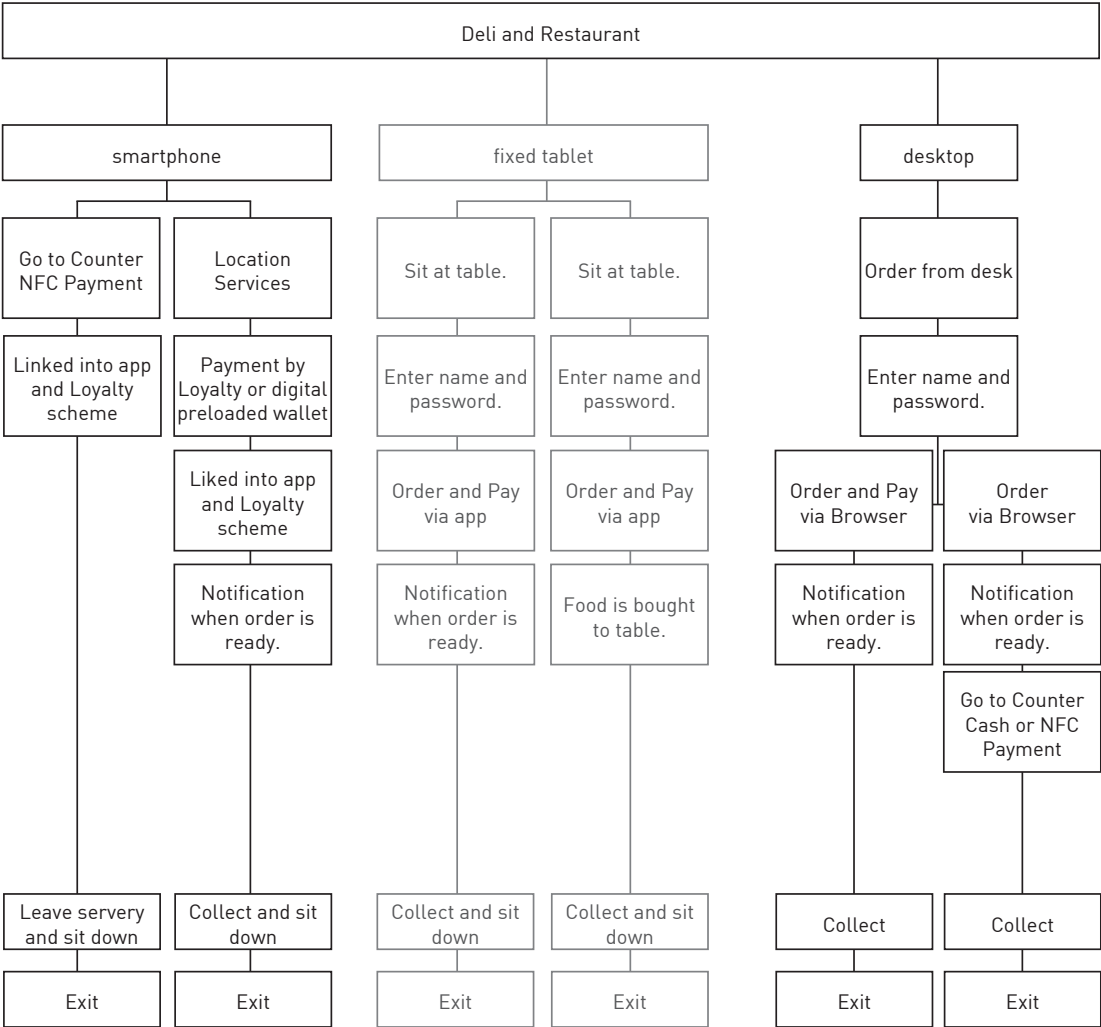 Deli and Restaurant
smartphone
fixed tablet
desktop
Go to Counter
NFC Payment
Location
Services
Sit at table.
Sit at table.
Order from desk
Linked into app
and Loyalty
scheme
Payment by
Loyalty or digital
preloaded wallet
Enter name and
password.
Enter name and
password.
Enter name and
password.
Liked into app
and Loyalty
scheme
Order and Pay
via app
Order and Pay
via app
Order and Pay
via Browser
Order
via Browser
Notification
when order is
ready.
Notification
when order is
ready.
Food is bought
to table.
Notification
when order is
ready.
Notification
when order is
ready.
Go to Counter
Cash or NFC
Payment
Leave servery
and sit down
Collect and sit
down
Collect and sit
down
Collect and sit
down
Collect
Collect
Exit
Exit
Exit
Exit
Exit
Exit